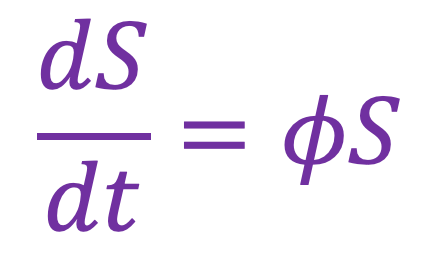 dS/dt = ϕS